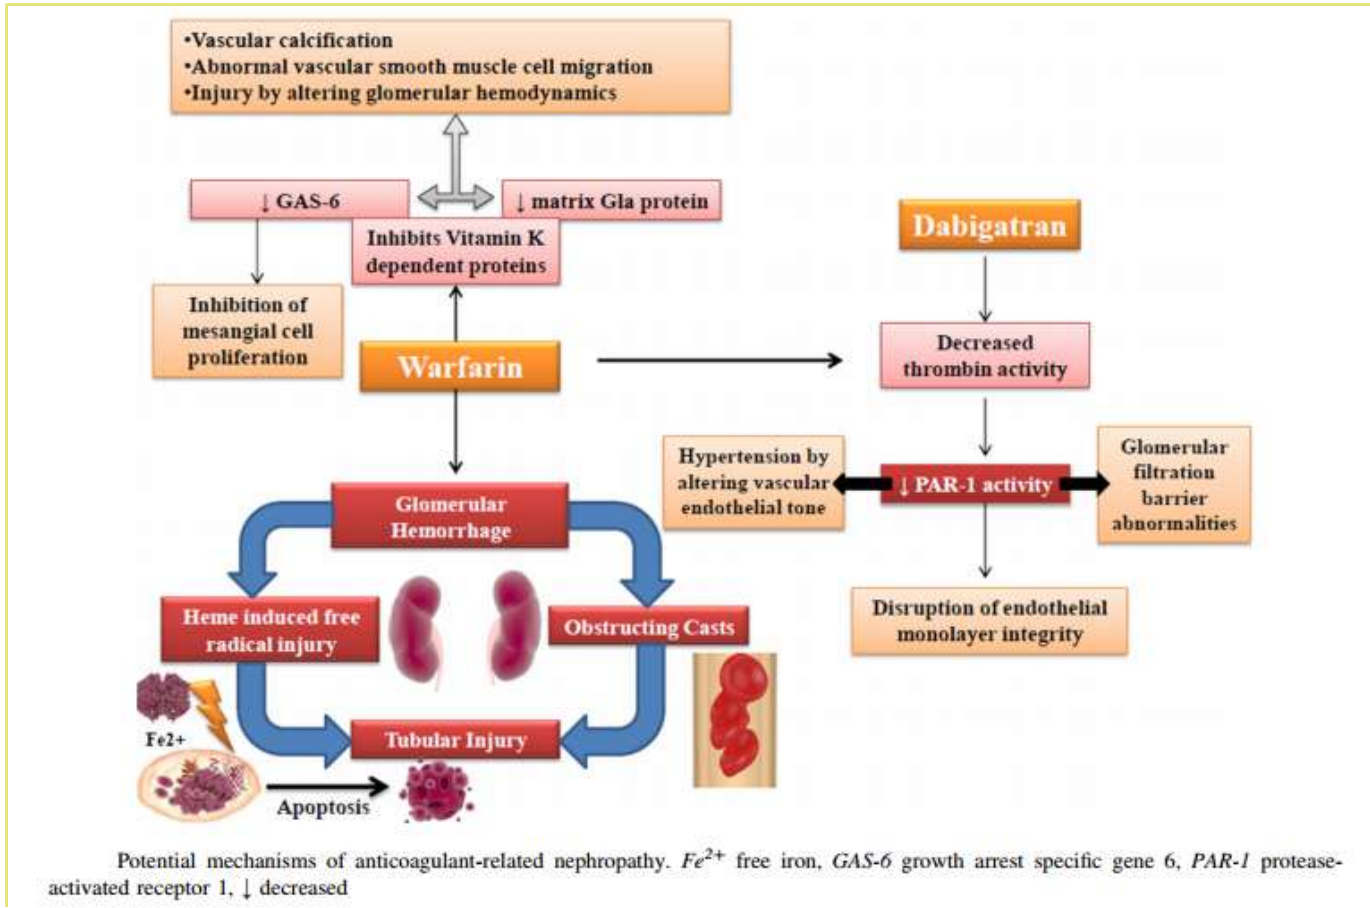 •Vascular calcification
•Abnormal vascular smooth muscle cell migration
•Injury by altering glomerular hemodynamics
↓ GAS-6
↓ matrix Gla protein
Inhibits Vitamin K
dependent proteins
Inhibition of
mesangial cell
proliferation
Warfarin
Dabigatran
Decreased
thrombin activity
Hypertension by
altering vascular
endothelial tone
↓ PAR-1 activity
Glomerular
filtration
barrier
abnormalities
Disruption of endothelial
monolayer integrity
Glomerular
Hemorrhage
Heme induced free
radical injury
Obstructing Casts
Fe2+
Tubular Injury
Apoptosis
Potential mechanisms of anticoagulant-related nephropathy. Fe2+ free iron, GAS-6 growth arrest specific gene 6, PAR-1 protease-
activated receptor 1, ↓ decreased